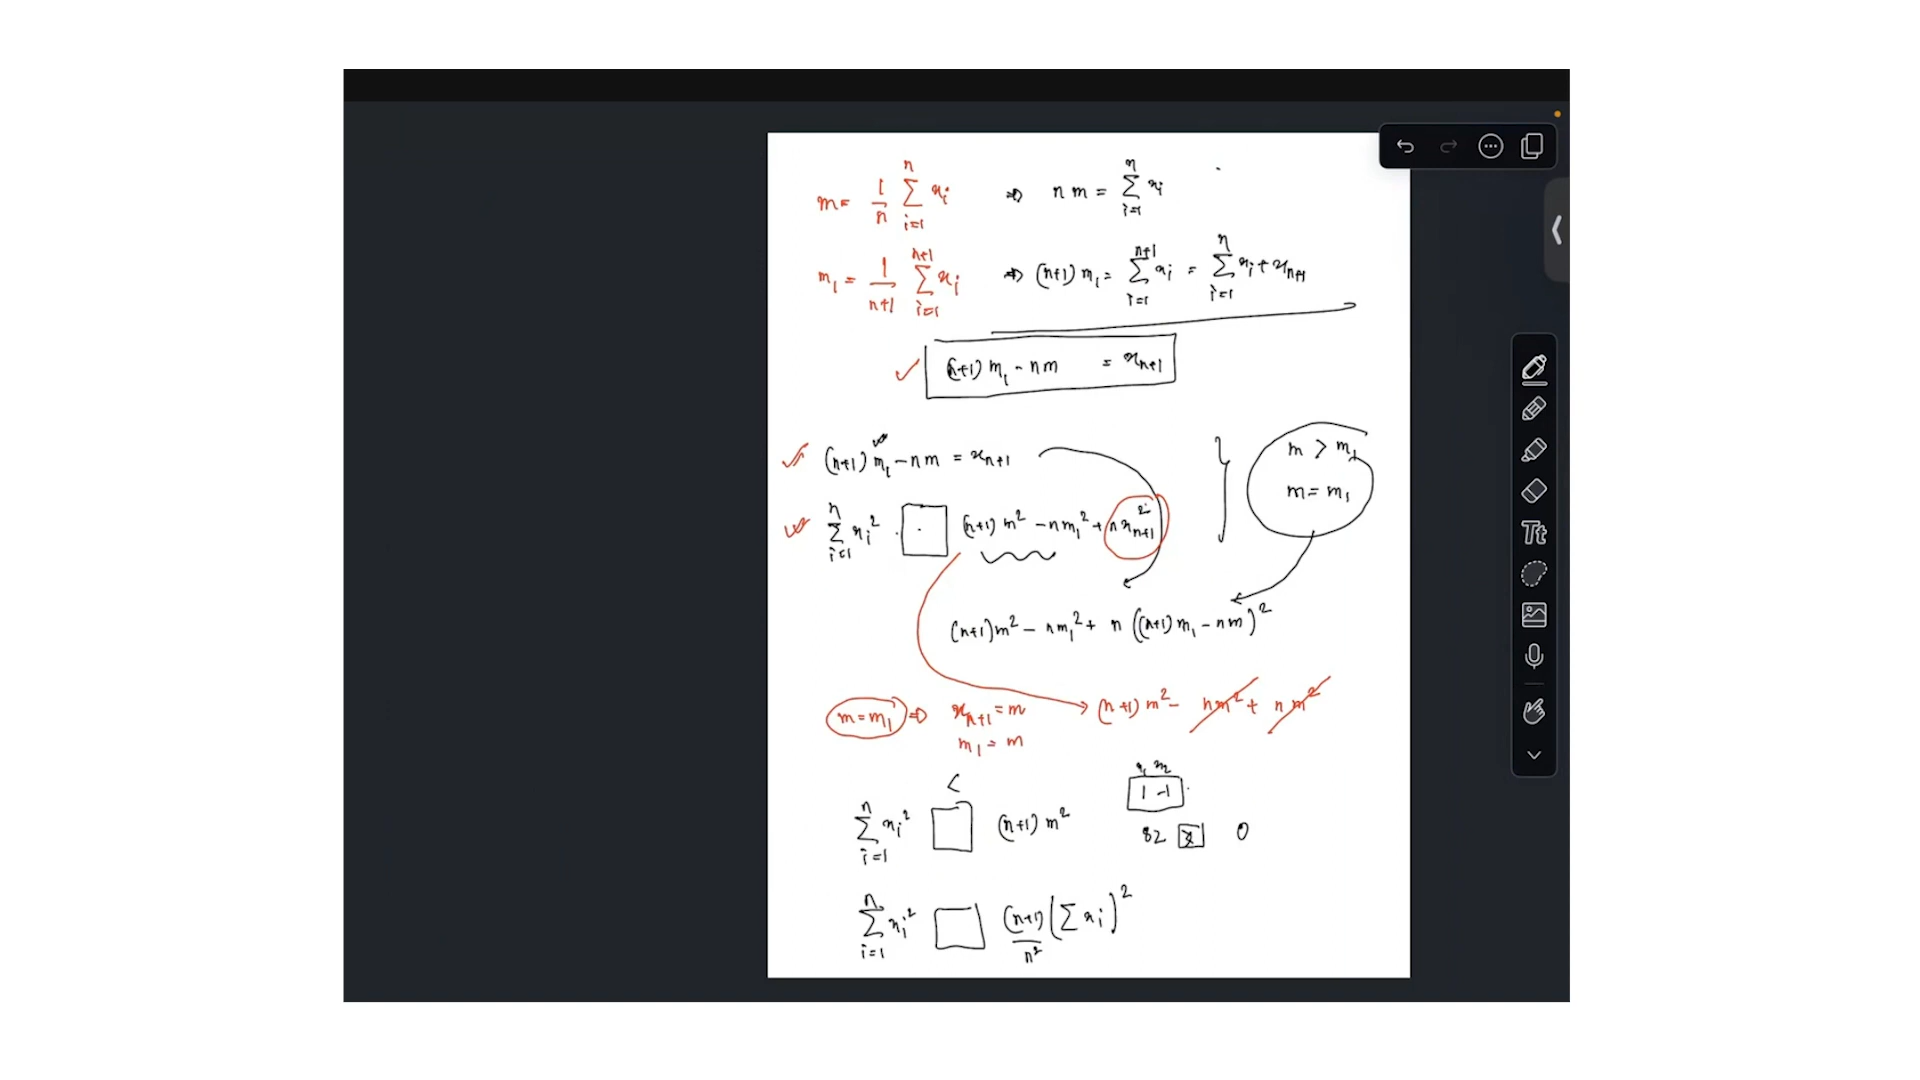 m = 1/n ∑_{i=1}^{n} x_i ⇒ n m = ∑_{i=1}^{n} x_i
m_1 = 1/(n+1) ∑_{i=1}^{n+1} x_i ⇒ (n+1) m_1 = ∑_{i=1}^{n+1} x_i = ∑_{i=1}^{n} x_i + x_{n+1}
✓ (n+1) m_1 - n m = x_{n+1}
(n+1) m_1 - n m = x_{n+1}
m > m_1
m = m_1
∑_{i=1}^{n} x_i^2 □ (n+1) m^2 - n m_1^2 + n x_{n+1}^2
(n+1) m^2 - n m_1^2 + n ((n+1) m_1 - n m)^2
m = m_1 ⇒ x_{n+1} = m → (n+1) m^2 - n m^2 + n m^2
m_1 = m
<
x_1 x_2
1 -1
∑_{i=1}^{n} x_i^2 □ (n+1) m^2
0
∑_{i=1}^{n} x_i^2 □ (n+1)/n^2 (∑ x_i)^2
Tt